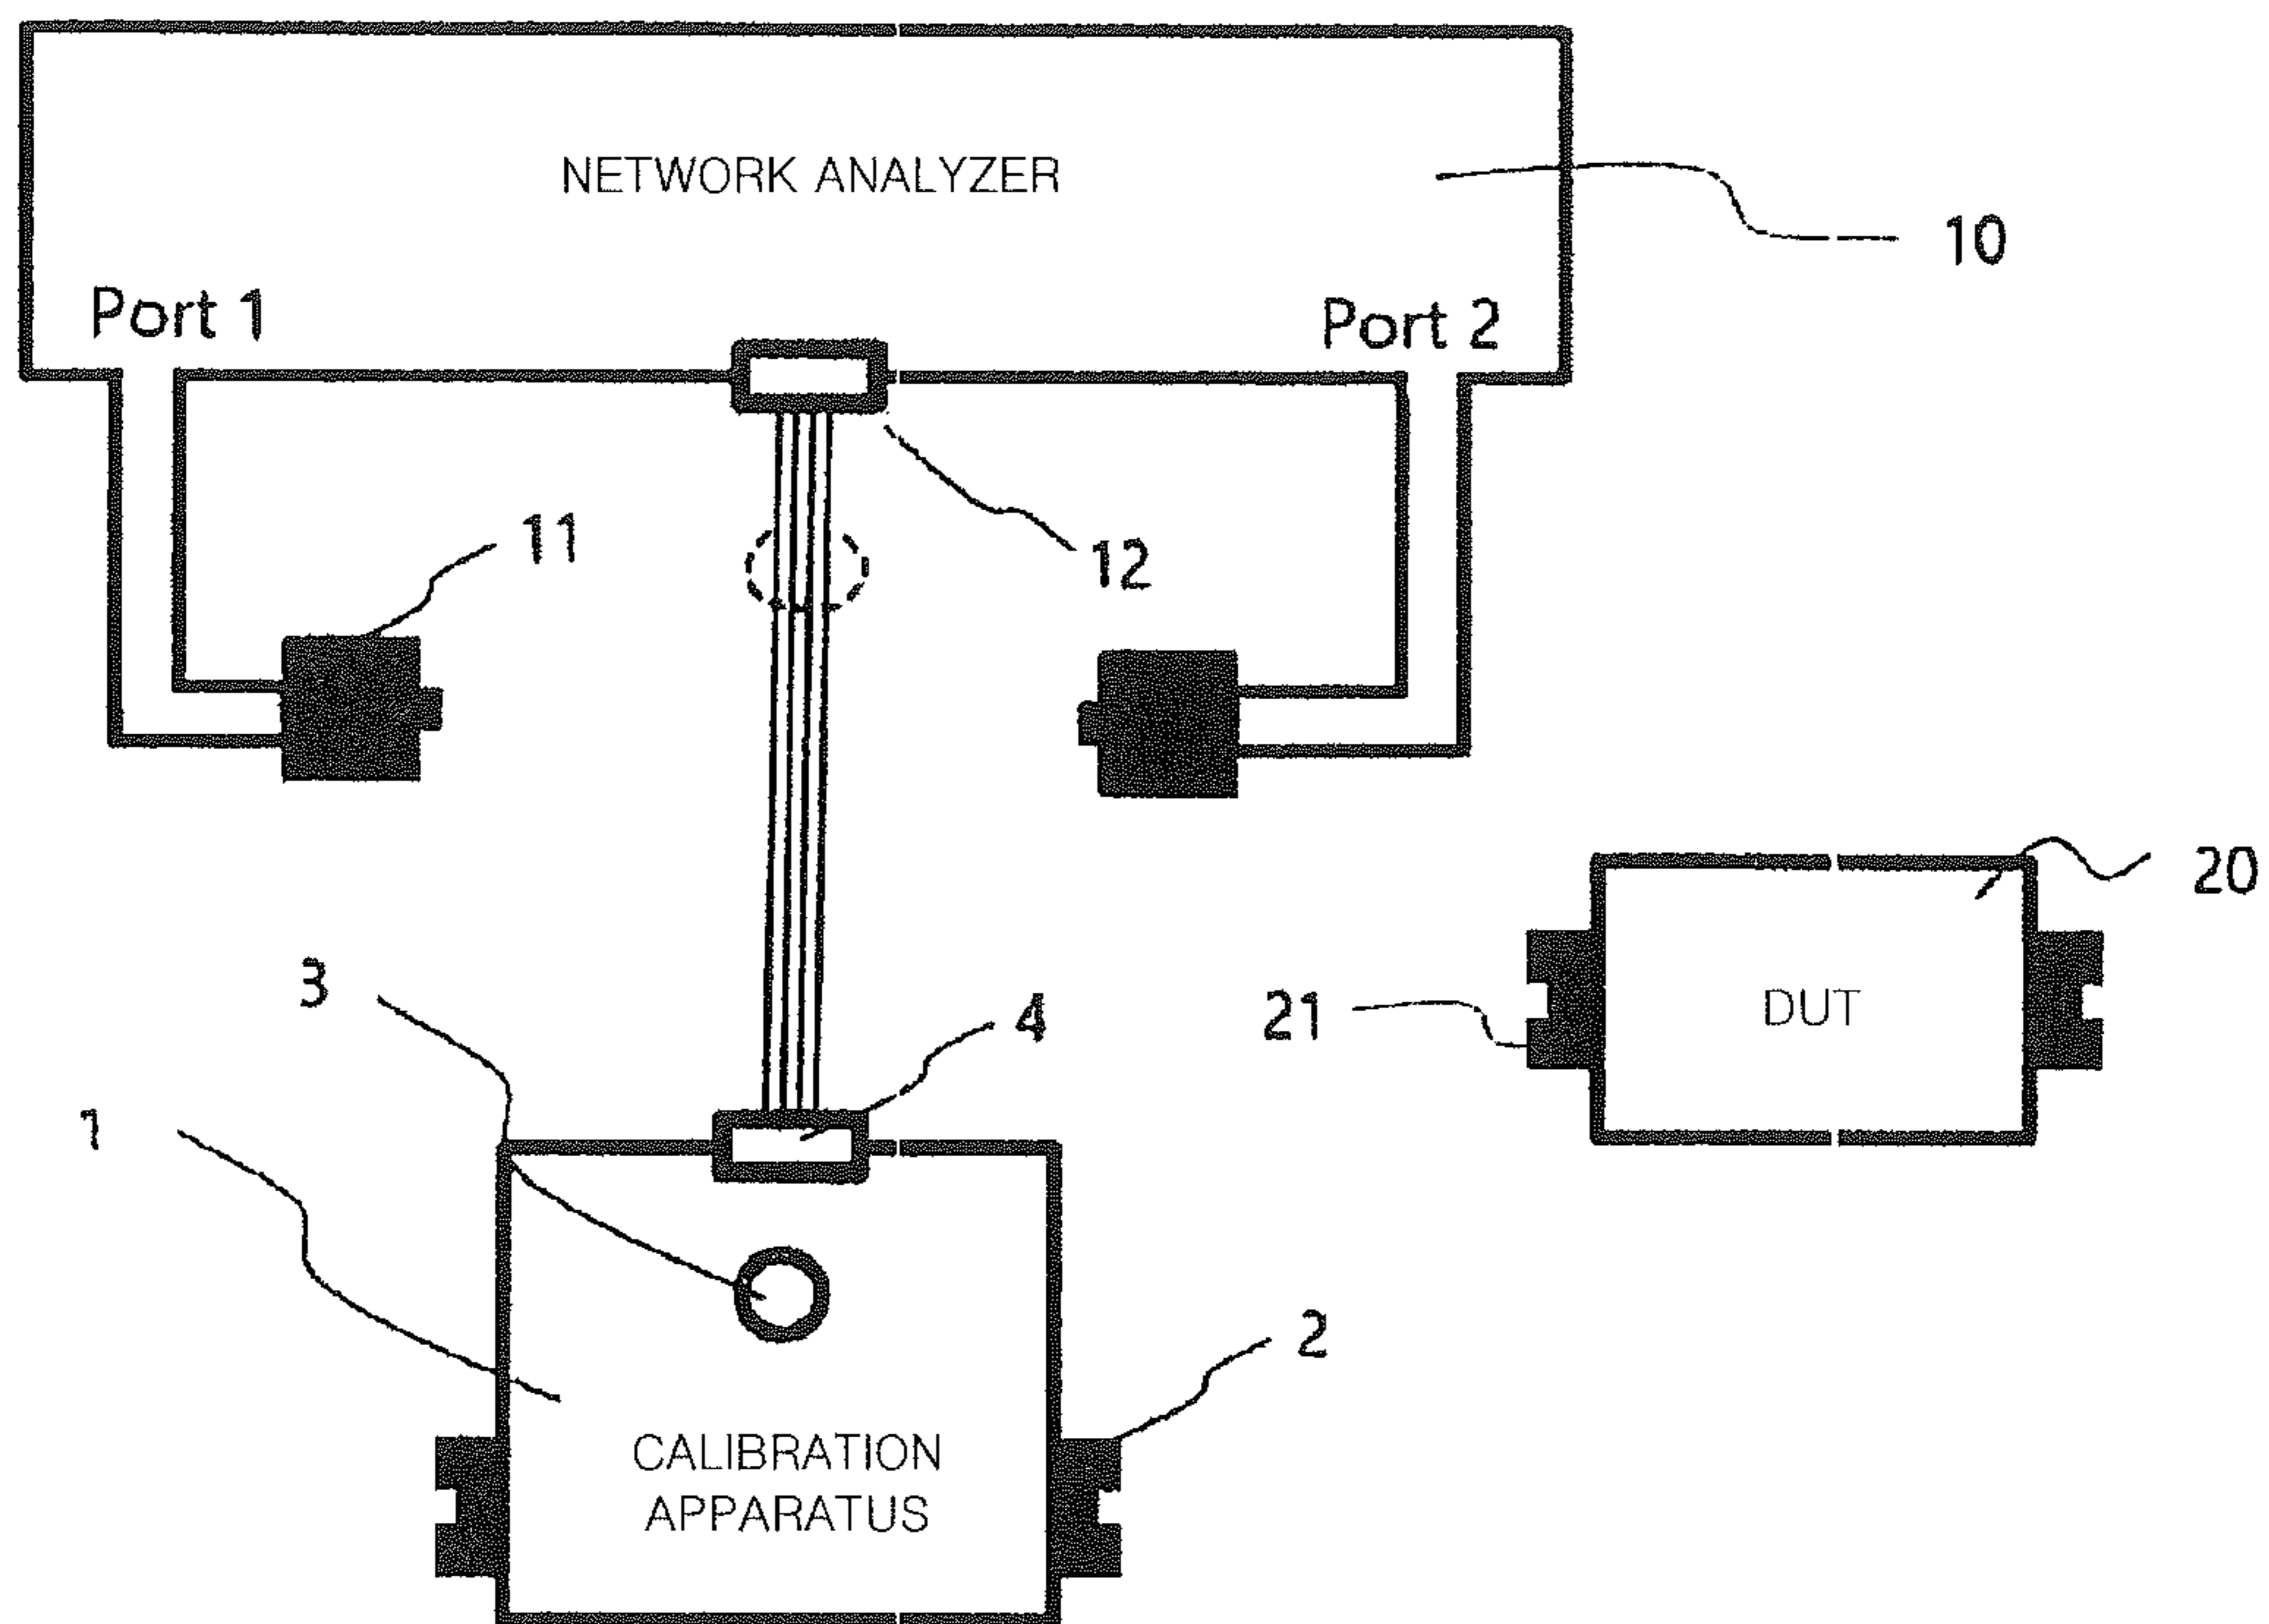 NETWORK ANALYZER
10
Port 1
Port 2
11
12
20
3
4
21
DUT
1
2
CALIBRATION
APPARATUS